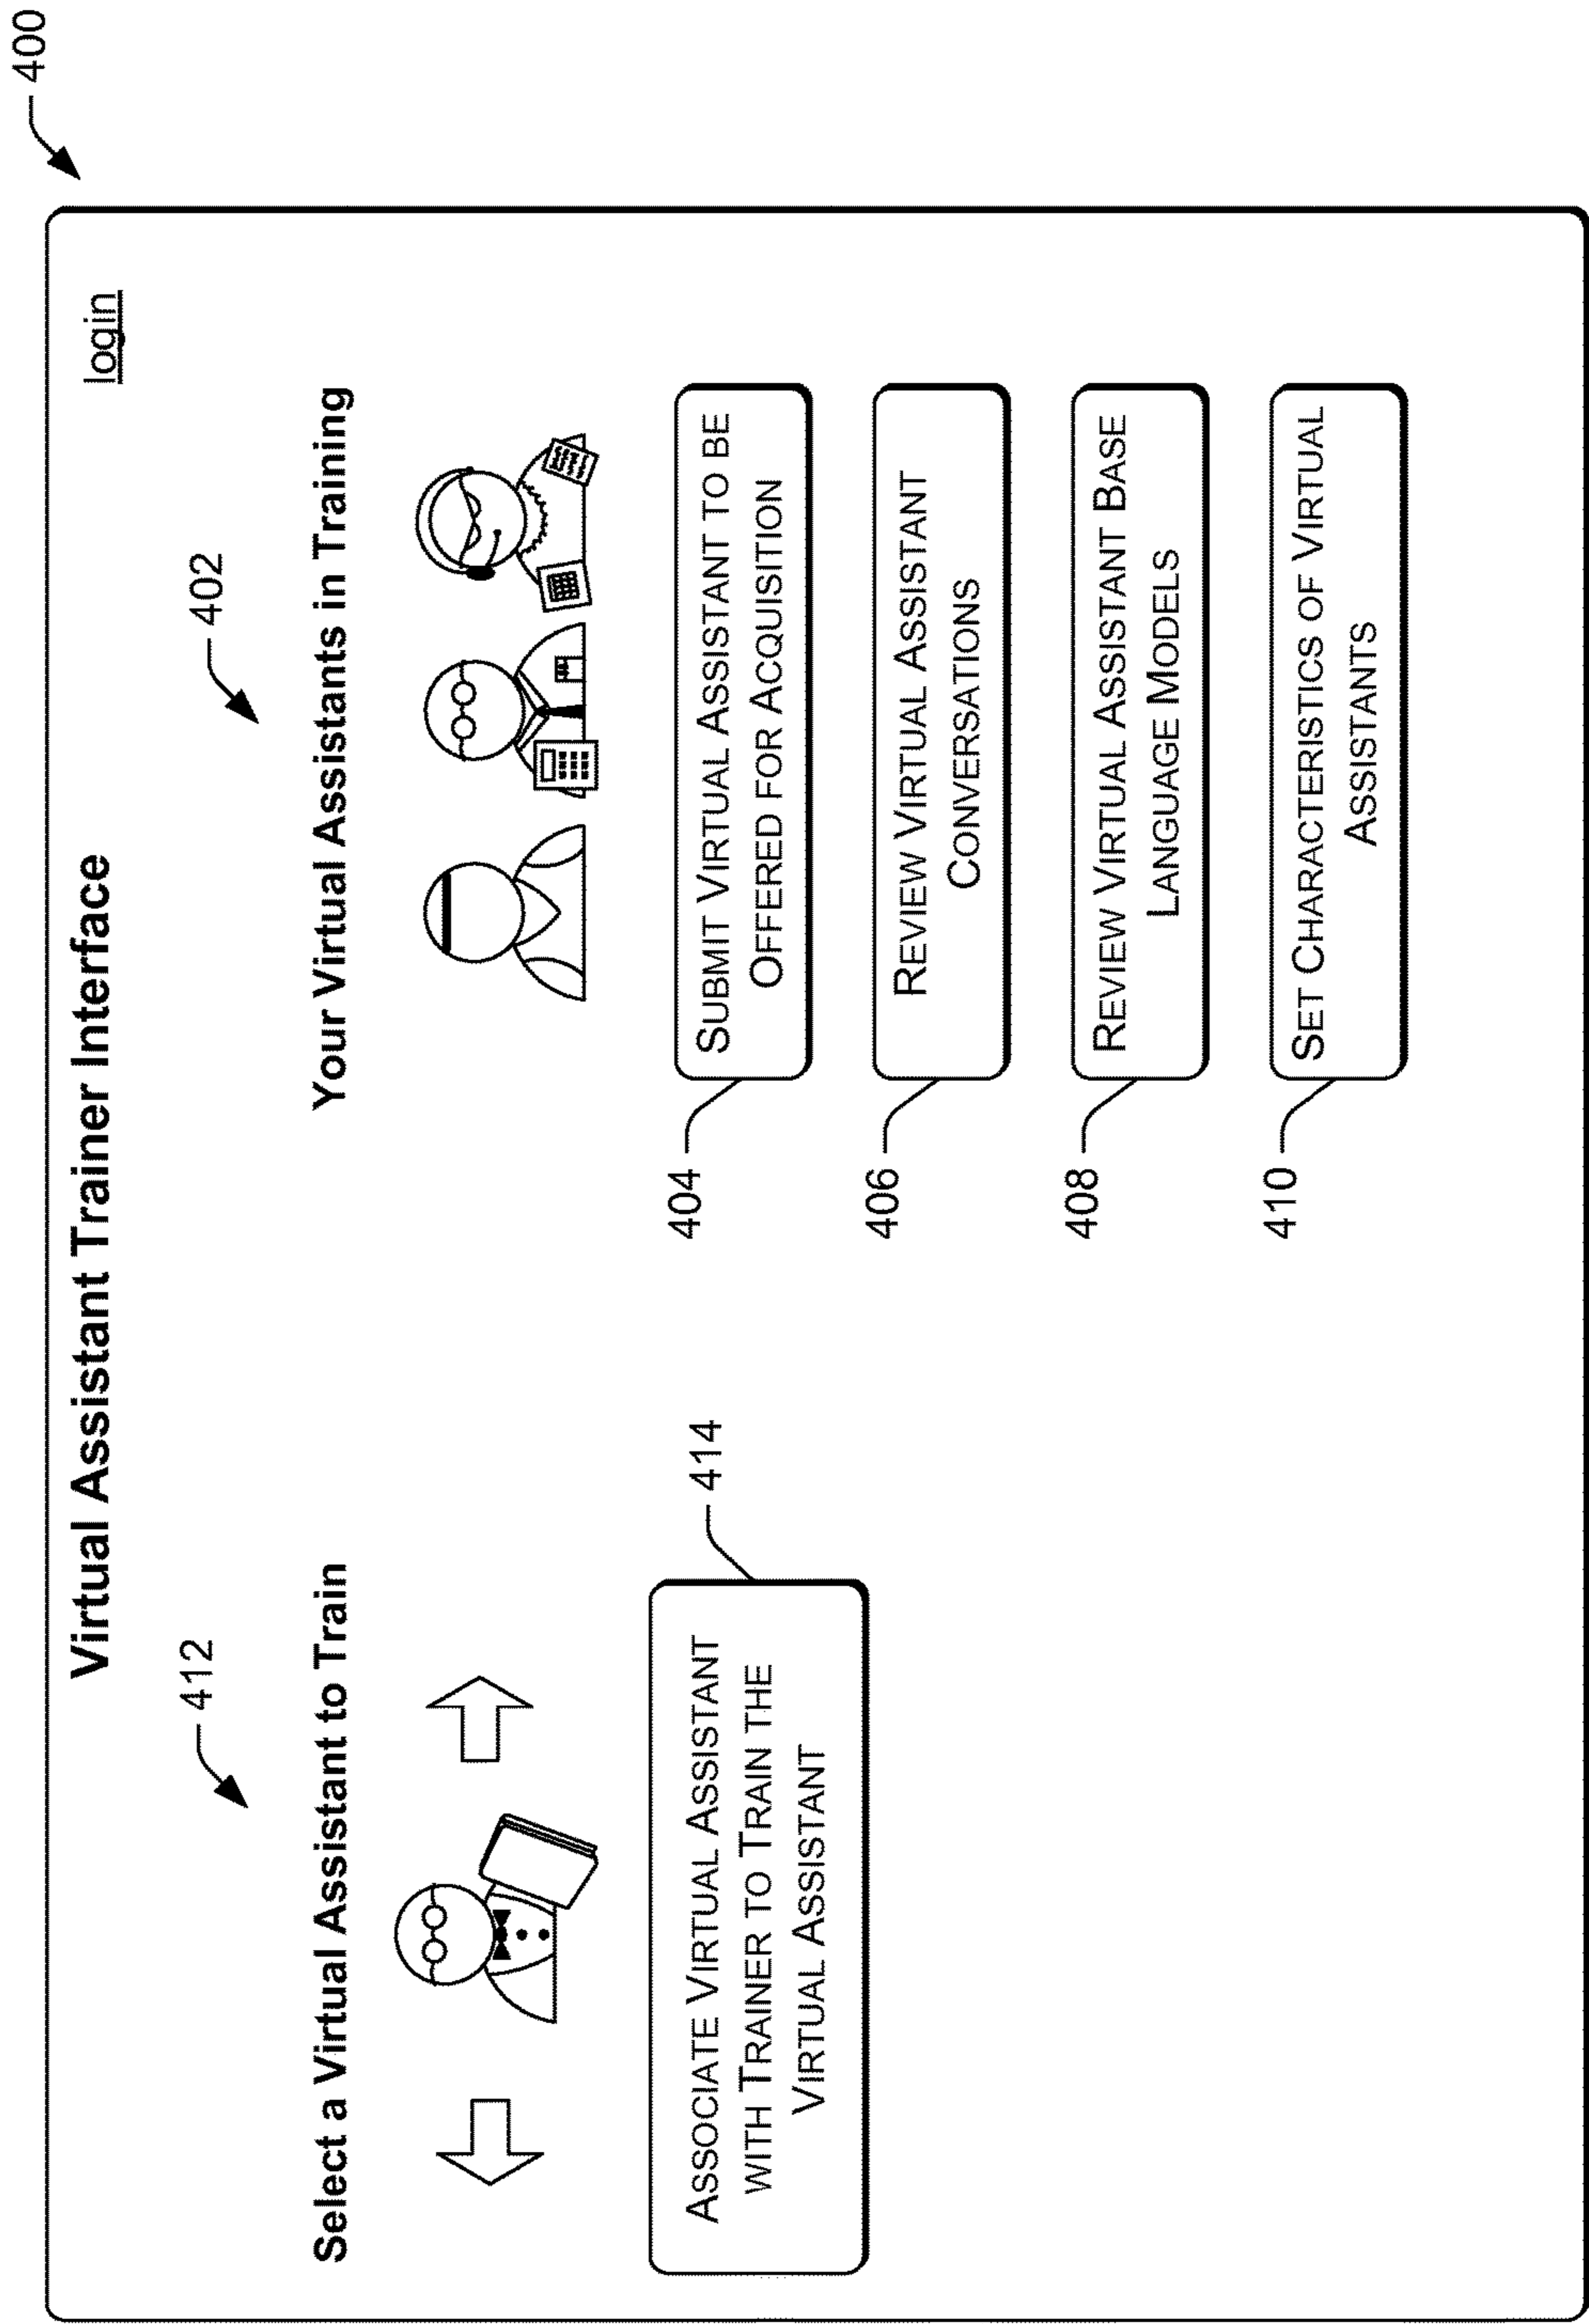 400
Virtual Assistant Trainer Interface
login
412
402
Select a Virtual Assistant to Train
Your Virtual Assistants in Training
414
ASSOCIATE VIRTUAL ASSISTANT
WITH TRAINER TO TRAIN THE
VIRTUAL ASSISTANT
404
SUBMIT VIRTUAL ASSISTANT TO BE
OFFERED FOR ACQUISITION
406
REVIEW VIRTUAL ASSISTANT
CONVERSATIONS
408
REVIEW VIRTUAL ASSISTANT BASE
LANGUAGE MODELS
410
SET CHARACTERISTICS OF VIRTUAL
ASSISTANTS